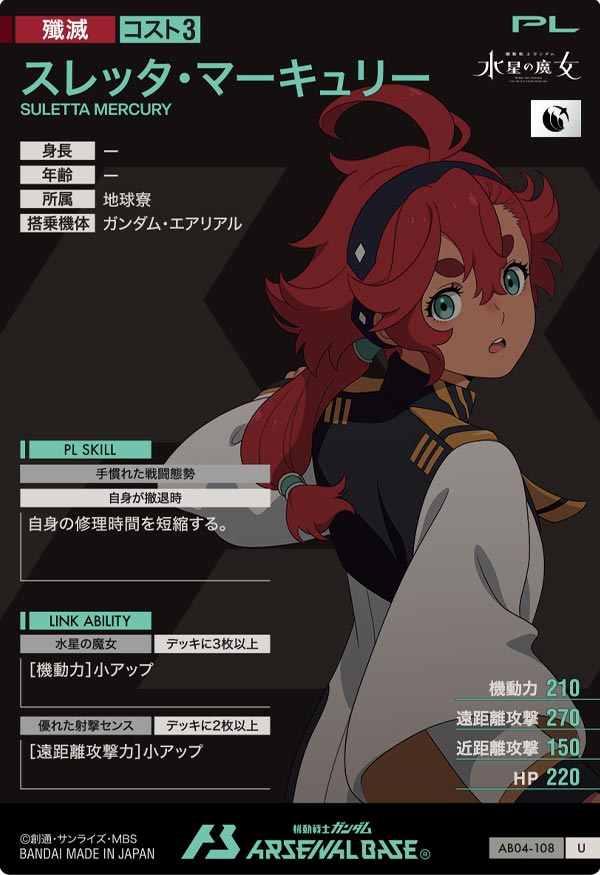 殲滅 コスト3 PL
スレッタ・マーキュリー
SULETTA MERCURY
機動戦士ガンダム
水星の魔女
身長 ー
年齢 ー
所属 地球寮
搭乗機体 ガンダム・エアリアル
PL SKILL
手慣れた戦闘態勢
自身が撤退時
自身の修理時間を短縮する。
LINK ABILITY
水星の魔女 デッキに3枚以上
[機動力]小アップ
優れた射撃センス デッキに2枚以上
[遠距離攻撃力]小アップ
機動力 210
遠距離攻撃 270
近距離攻撃 150
HP 220
©創通・サンライズ・MBS
BANDAI MADE IN JAPAN
機動戦士ガンダム
ARSENAL BASE®
AB04-108 U